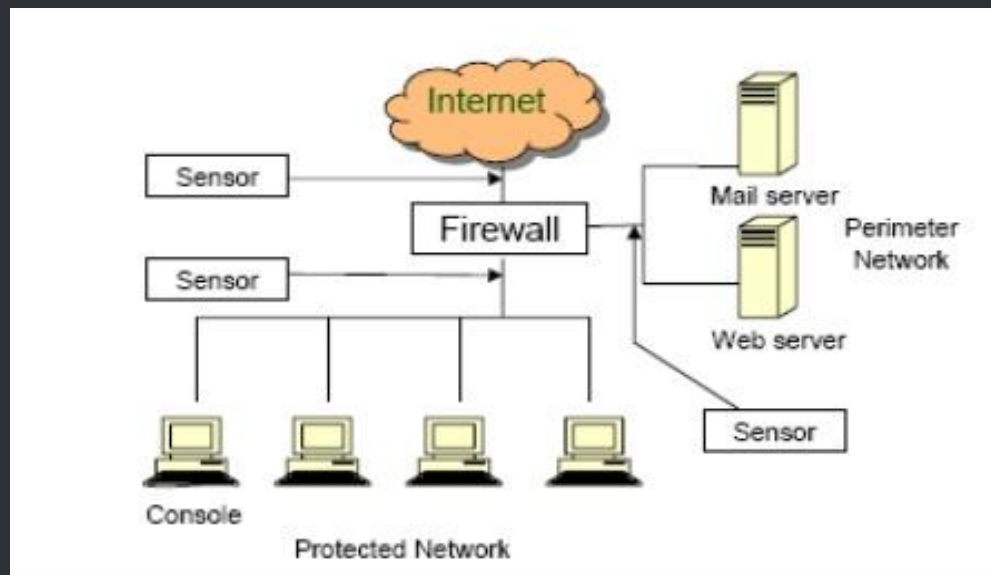 Internet
Sensor
Mail server
Firewall
Perimeter
Network
Sensor
Web server
Sensor
Console
Protected Network